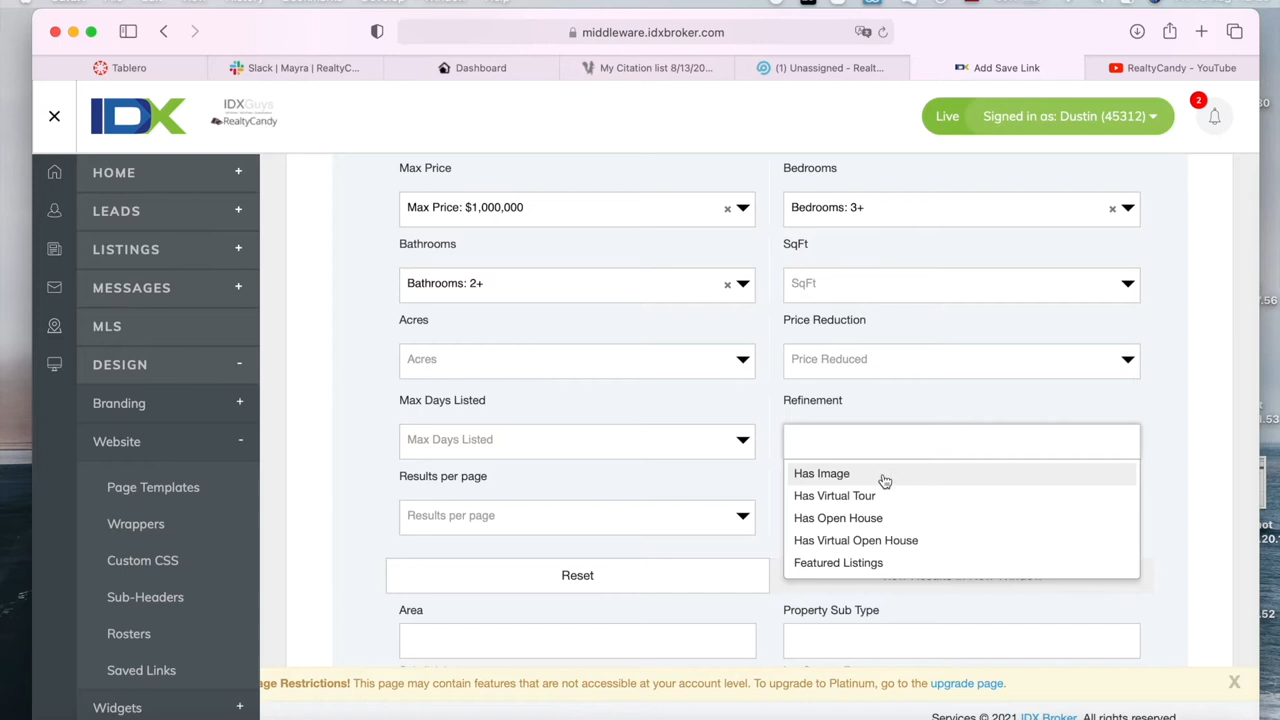 middleware.idxbroker.com
Tablero
Slack | Mayra | RealtyC...
Dashboard
My Citation list 8/13/20...
(1) Unassigned - Realt...
Add Save Link
RealtyCandy - YouTube
IDX
IDXGuys
RealtyCandy
Live
Signed in as: Dustin (45312)
2
HOME
LEADS
LISTINGS
MESSAGES
MLS
DESIGN
Branding
Website
Page Templates
Wrappers
Custom CSS
Sub-Headers
Rosters
Saved Links
Widgets
Max Price
Max Price: $1,000,000
Bedrooms
Bedrooms: 3+
Bathrooms
Bathrooms: 2+
SqFt
SqFt
Acres
Acres
Price Reduction
Price Reduced
Max Days Listed
Max Days Listed
Refinement
Has Image
Has Virtual Tour
Has Open House
Has Virtual Open House
Featured Listings
Results per page
Results per page
Reset
Area
Property Sub Type
age Restrictions! This page may contain features that are not accessible at your account level. To upgrade to Platinum, go to the upgrade page.
X
Services © 2021 IDX Broker. All rights reserved.